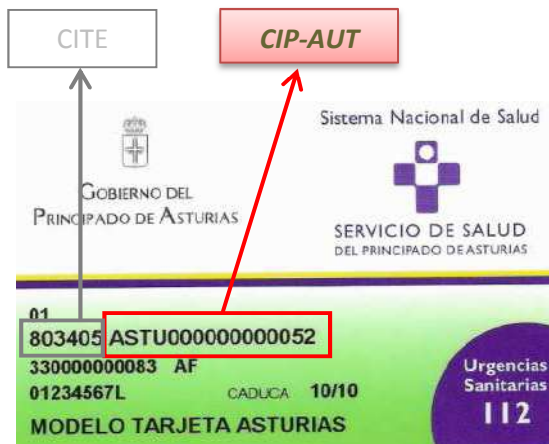 CITE
CIP-AUT
Sistema Nacional de Salud
GOBIERNO DEL
PRINCIPADO DE ASTURIAS
SERVICIO DE SALUD
DEL PRINCIPADO DE ASTURIAS
01
803405 ASTU000000000052
330000000083 AF
01234567L CADUCA 10/10
MODELO TARJETA ASTURIAS
Urgencias
Sanitarias
112